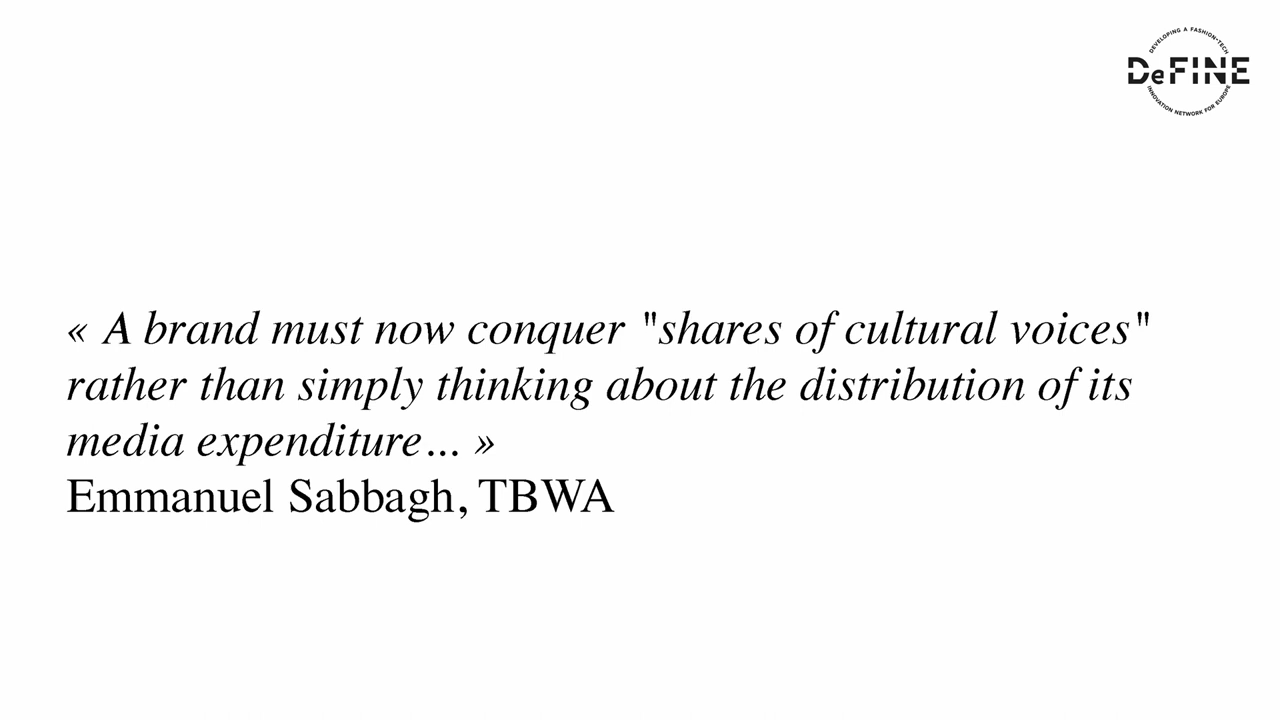 DEVELOPING A FASHION-TECH
DeFINE
INNOVATION NETWORK FOR EUROPE
« A brand must now conquer "shares of cultural voices"
rather than simply thinking about the distribution of its
media expenditure... »
Emmanuel Sabbagh, TBWA